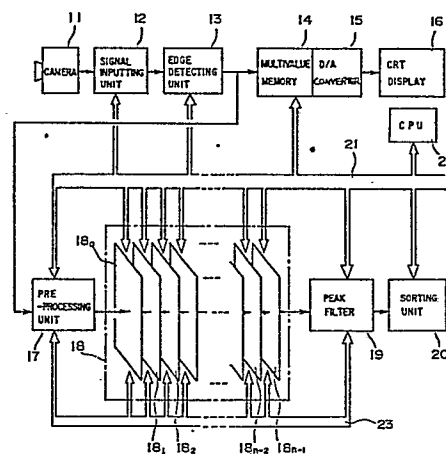 11
12
13
14
15
16
CAMERA
SIGNAL
INPUTTING
UNIT
EDGE
DETECTING
UNIT
MULTIVALUE
MEMORY
D/A
CONVERTER
CRT
DISPLAY
CPU
2
21
18₀
PRE
-PROCESSING
UNIT
17
18
PEAK
FILTER
19
SORTING
UNIT
20
18₁
18₂
18ₙ₋₂
18ₙ₋₁
23